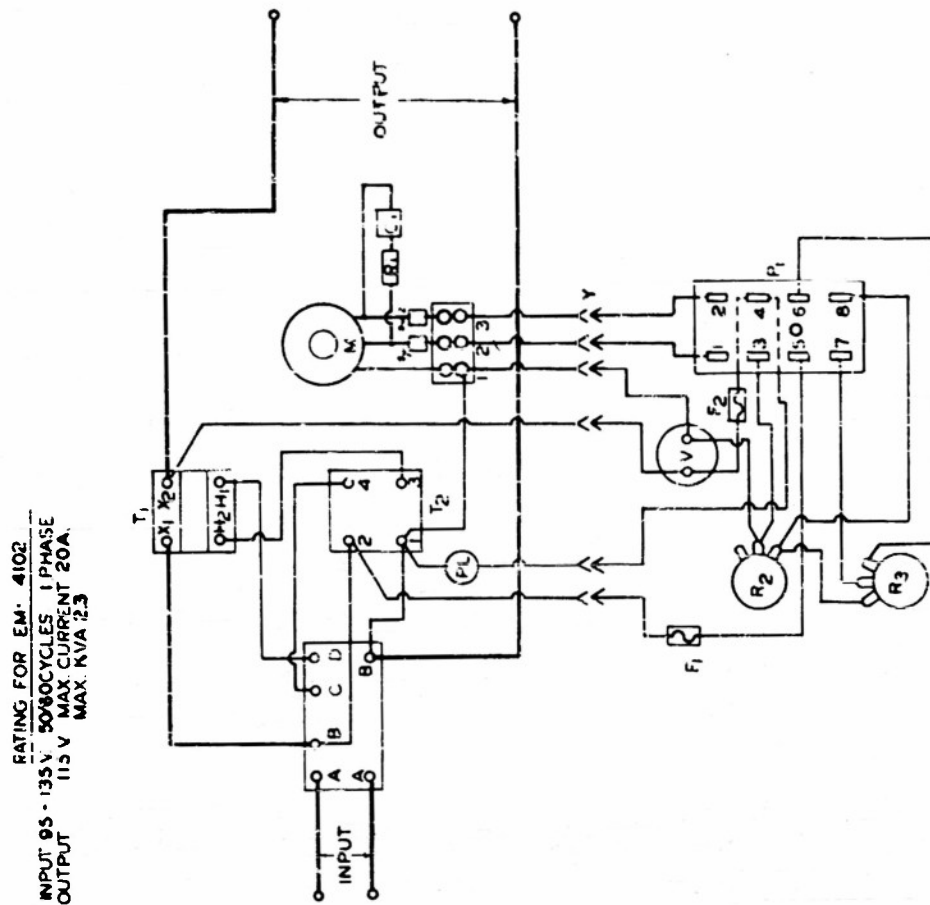 RATING FOR EM· 4102
INPUT 95 - 135 V. 50/60 CYCLES 1 PHASE
OUTPUT 115 V MAX. CURRENT 20A.
MAX. KVA 2.3
OUTPUT
INPUT
T1
X1 X2
H2 H1
T2
4
3
2
1
M
R1
C1
1
2
3
A
A
B
B
C
D
PL
Y
V
F2
F1
P1
1
2
3
4
5
6
7
8
R2
R3